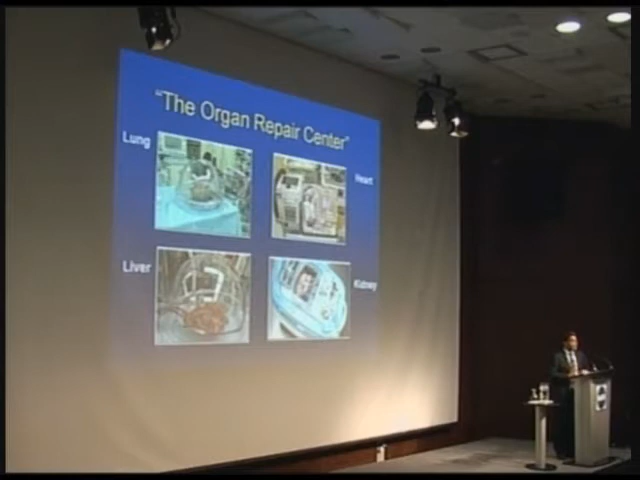 "The Organ Repair Center"
Lung
Heart
Liver
Kidney